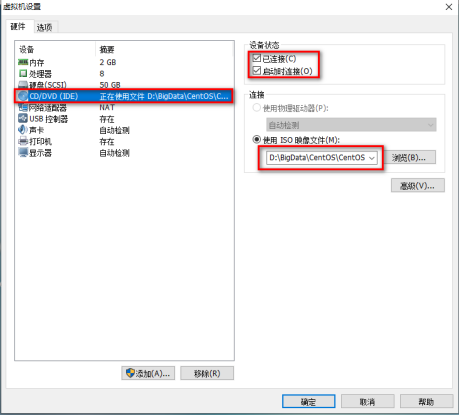 虚拟机设置
硬件 选项
设备 摘要
内存 2 GB
处理器 8
硬盘(SCSI) 50 GB
CD/DVD (IDE) 正在使用文件 D:\BigData\CentOS\C...
网络适配器 NAT
USB 控制器 存在
声卡 自动检测
打印机 存在
显示器 自动检测
添加(A)... 移除(R)
设备状态
已连接(C)
启动时连接(O)
连接
使用物理驱动器(P):
自动检测
使用 ISO 映像文件(M):
D:\BigData\CentOS\CentOS 浏览(B)...
高级(V)...
确定 取消 帮助